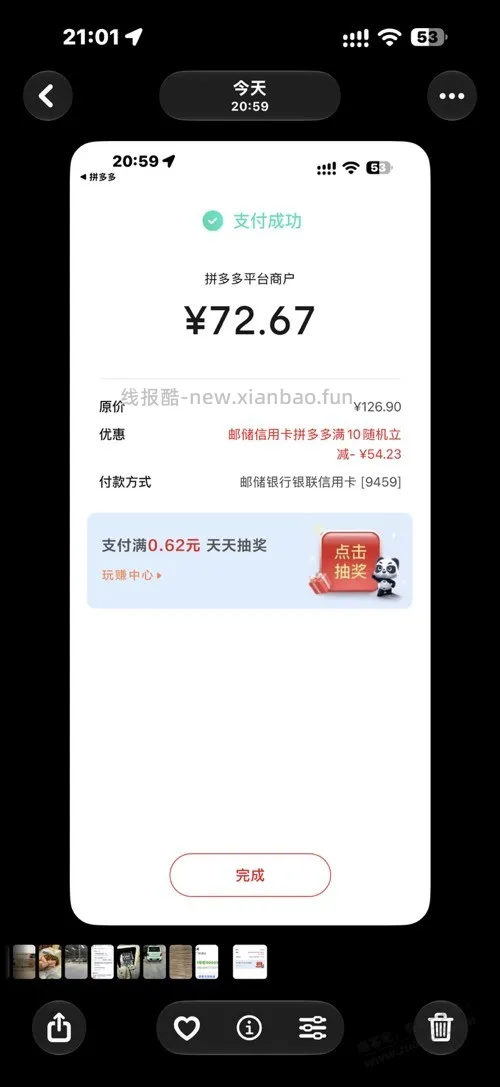 21:01
53
今天
20:59
20:59
53
拼多多
支付成功
拼多多平台商户
¥72.67
线报酷-new.xianbao.fun
原价 ¥126.90
优惠 邮储信用卡拼多多满10随机立
减- ¥54.23
付款方式 邮储银行银联信用卡 [9459]
支付满0.62元 天天抽奖
玩赚中心
点击
抽奖
完成